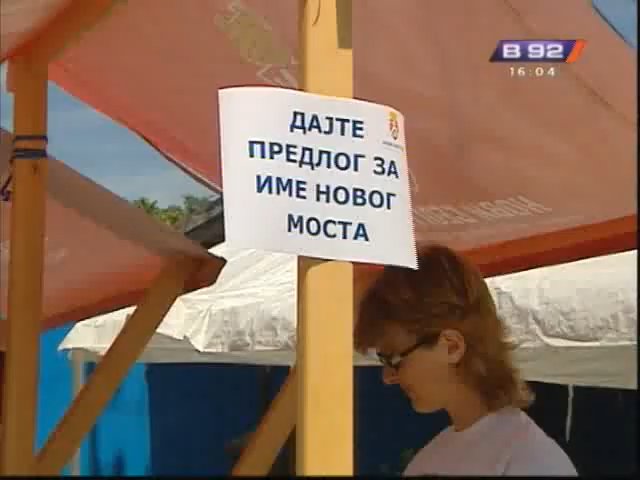 B 92
16:04
ДАЈТЕ
ПРЕДЛОГ ЗА
ИМЕ НОВОГ
МОСТА